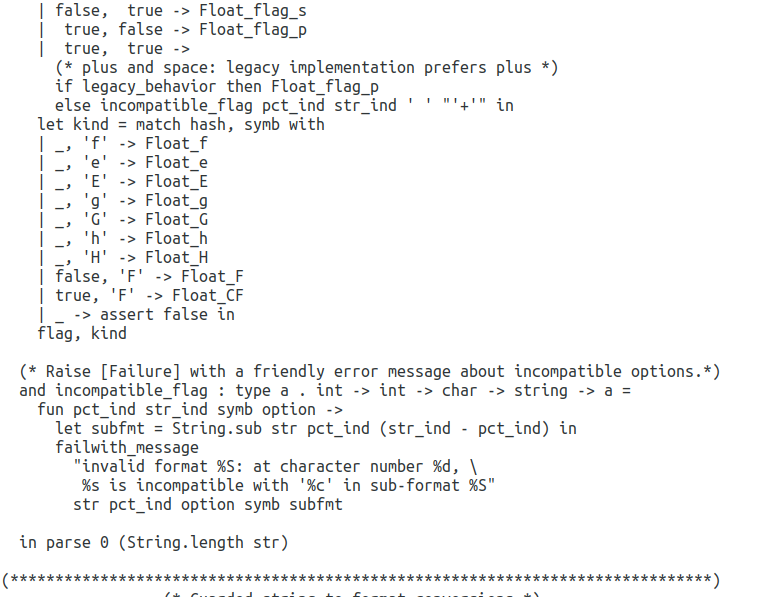 | false,  true -> Float_flag_s
|  true, false -> Float_flag_p
|  true,  true ->
(* plus and space: legacy implementation prefers plus *)
if legacy_behavior then Float_flag_p
else incompatible_flag pct_ind str_ind ' ' "'+'" in
let kind = match hash, symb with
| _, 'f' -> Float_f
| _, 'e' -> Float_e
| _, 'E' -> Float_E
| _, 'g' -> Float_g
| _, 'G' -> Float_G
| _, 'h' -> Float_h
| _, 'H' -> Float_H
| false, 'F' -> Float_F
| true, 'F' -> Float_CF
| _ -> assert false in
flag, kind
(* Raise [Failure] with a friendly error message about incompatible options.*)
and incompatible_flag : type a . int -> int -> char -> string -> a =
fun pct_ind str_ind symb option ->
let subfmt = String.sub str pct_ind (str_ind - pct_ind) in
failwith_message
"invalid format %S: at character number %d, \
%s is incompatible with '%c' in sub-format %S"
str pct_ind option symb subfmt
in parse 0 (String.length str)
(******************************************************************************)